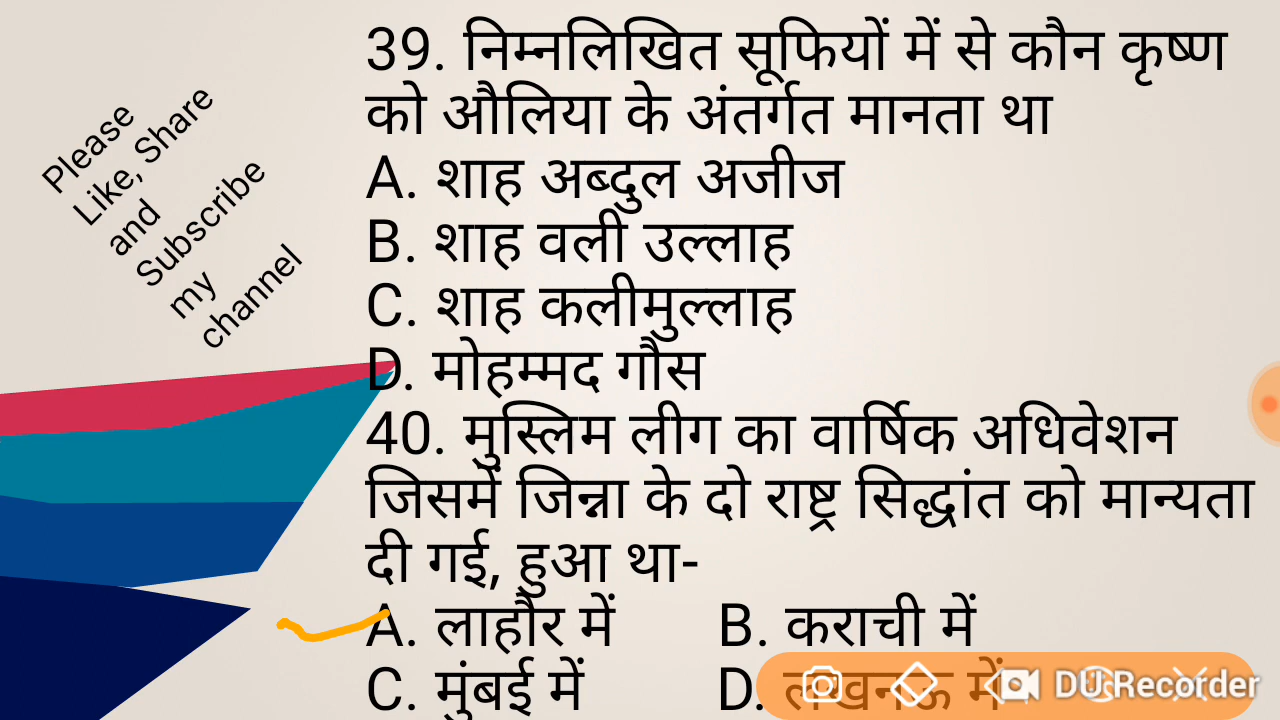 Please
Like, Share
and
Subscribe
my
channel
39. निम्नलिखित सूफियों में से कौन कृष्ण
को औलिया के अंतर्गत मानता था
A. शाह अब्दुल अजीज
B. शाह वली उल्लाह
C. शाह कलीमुल्लाह
D. मोहम्मद गौस
40. मुस्लिम लीग का वार्षिक अधिवेशन
जिसमें जिन्ना के दो राष्ट्र सिद्धांत को मान्यता
दी गई, हुआ था-
A. लाहौर में B. कराची में
C. मुंबई में D. लखनऊ में
DU Recorder